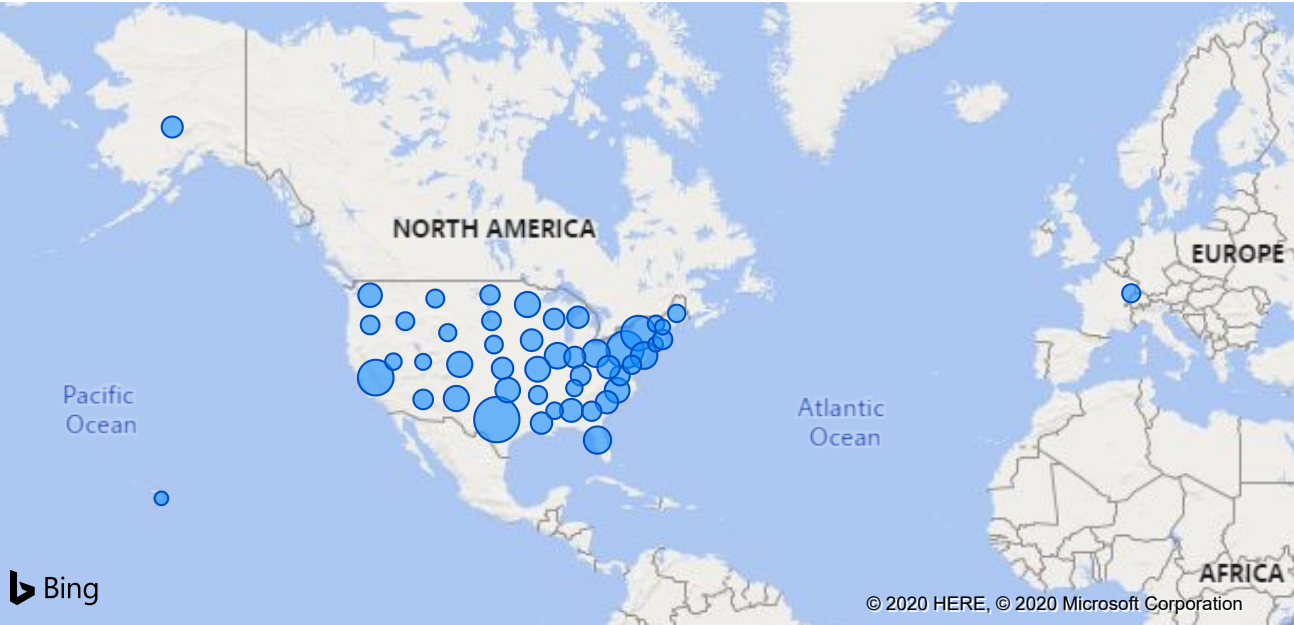 NORTH AMERICA
EUROPE
Pacific
Ocean
Atlantic
Ocean
AFRICA
Bing
© 2020 HERE, © 2020 Microsoft Corporation